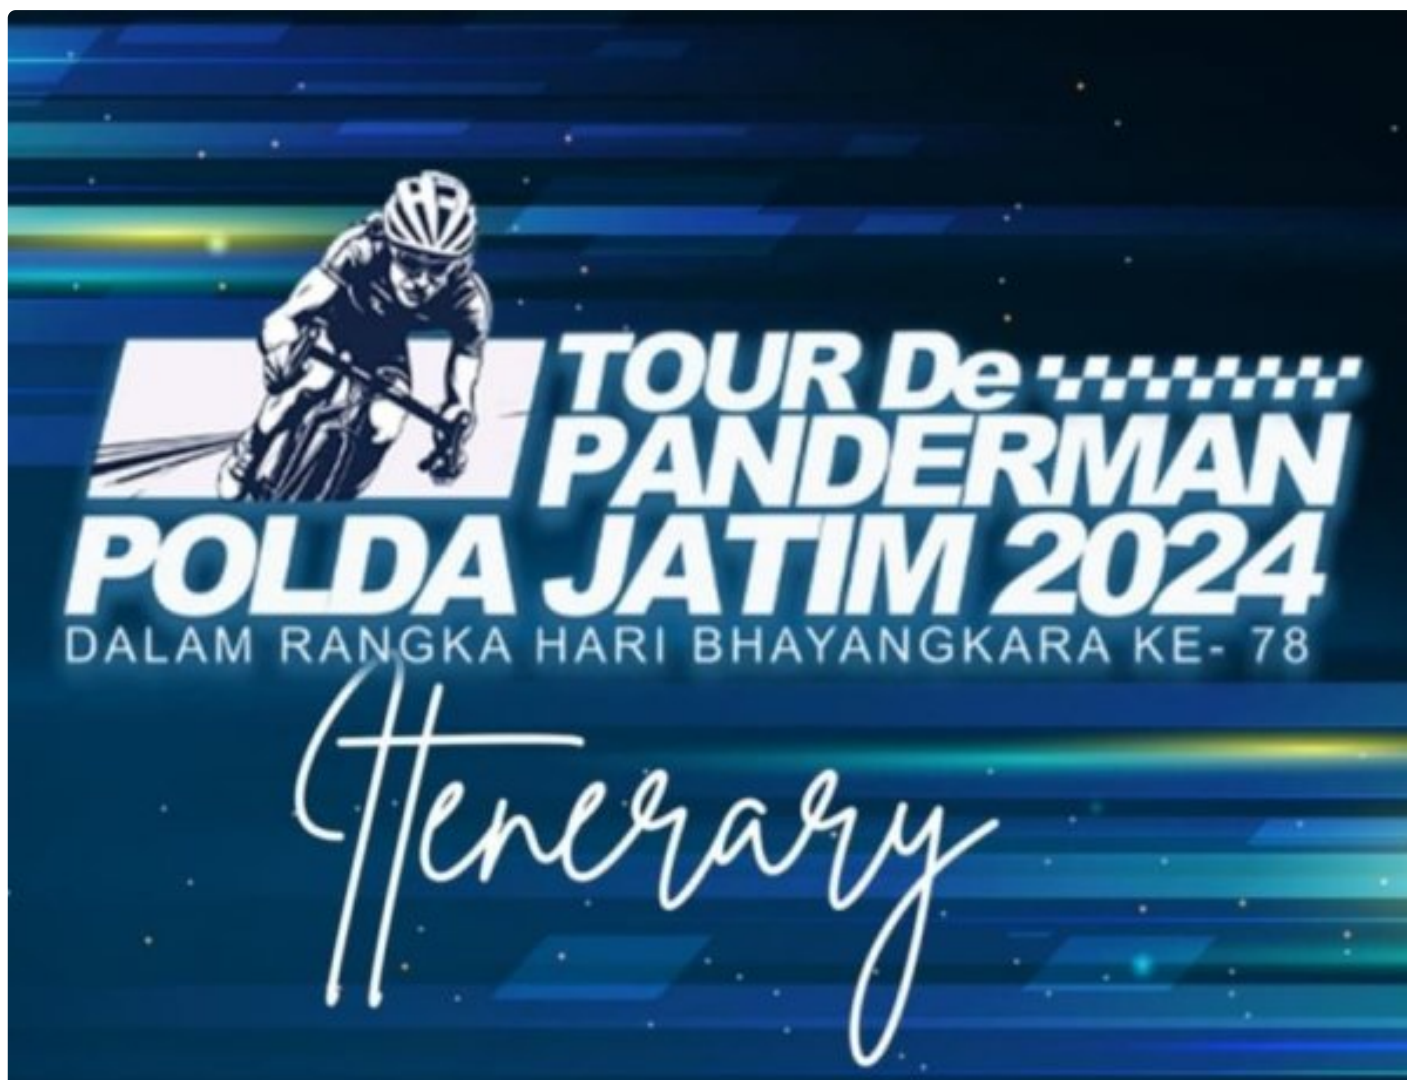 TOUR De
PANDERMAN
POLDA JATIM 2024
DALAM RANGKA HARI BHAYANGKARA KE- 78
Itenerary